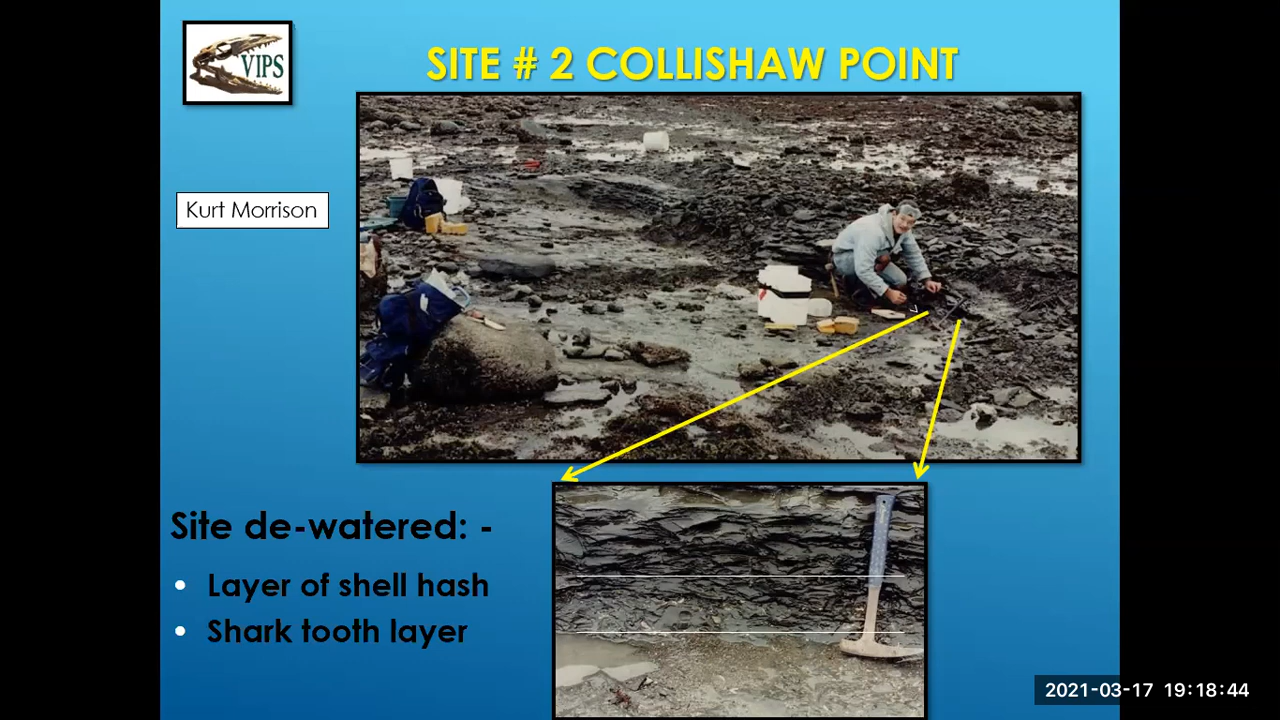 VIPS
SITE # 2 COLLISHAW POINT
Kurt Morrison
Site de-watered: -
• Layer of shell hash
• Shark tooth layer
2021-03-17 19:18:44